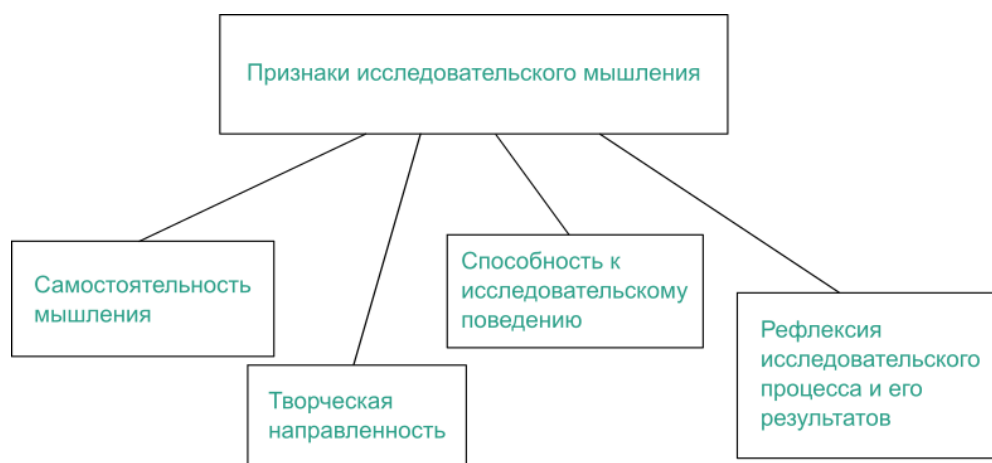 Признаки исследовательского мышления
Самостоятельность
мышления
Творческая
направленность
Способность к
исследовательскому
поведению
Рефлексия
исследовательского
процесса и его
результатов